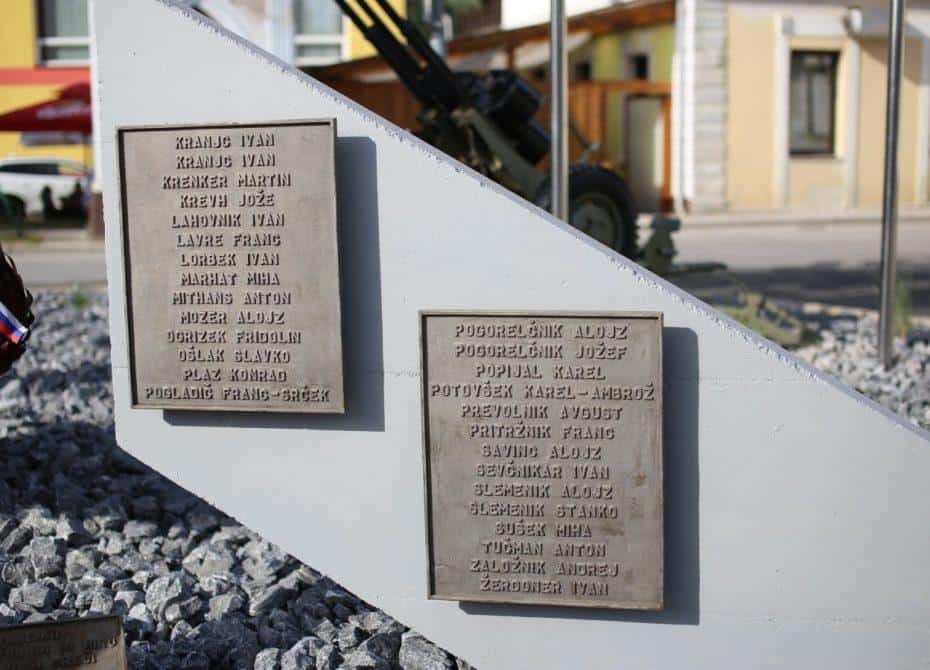 KRANJC IVAN
KRANJC IVAN
KRENKER MARTIN
KREVH JOŽE
LAHOVNIK IVAN
LAVRE FRANC
LORBEK IVAN
MARHAT MIHA
MITHANS ANTON
MOZER ALOJZ
OGRIZEK FRIDOLIN
OŠLAK SLAVKO
PLAZ KONRAD
POGLADIČ FRANC-SRČEK
POGORELČNIK ALOJZ
POGORELČNIK JOŽEF
POPIJAL KAREL
POTOVŠEK KAREL-AMBROŽ
PREVOLNIK AVGUST
PRITRŽNIK FRANC
SAVINC ALOJZ
SEVČNIKAR IVAN
SLEMENIK ALOJZ
SLEMENIK STANKO
SUŠEK MIHA
TUČMAN ANTON
ZALOŽNIK ANDREJ
ŽERDONER IVAN